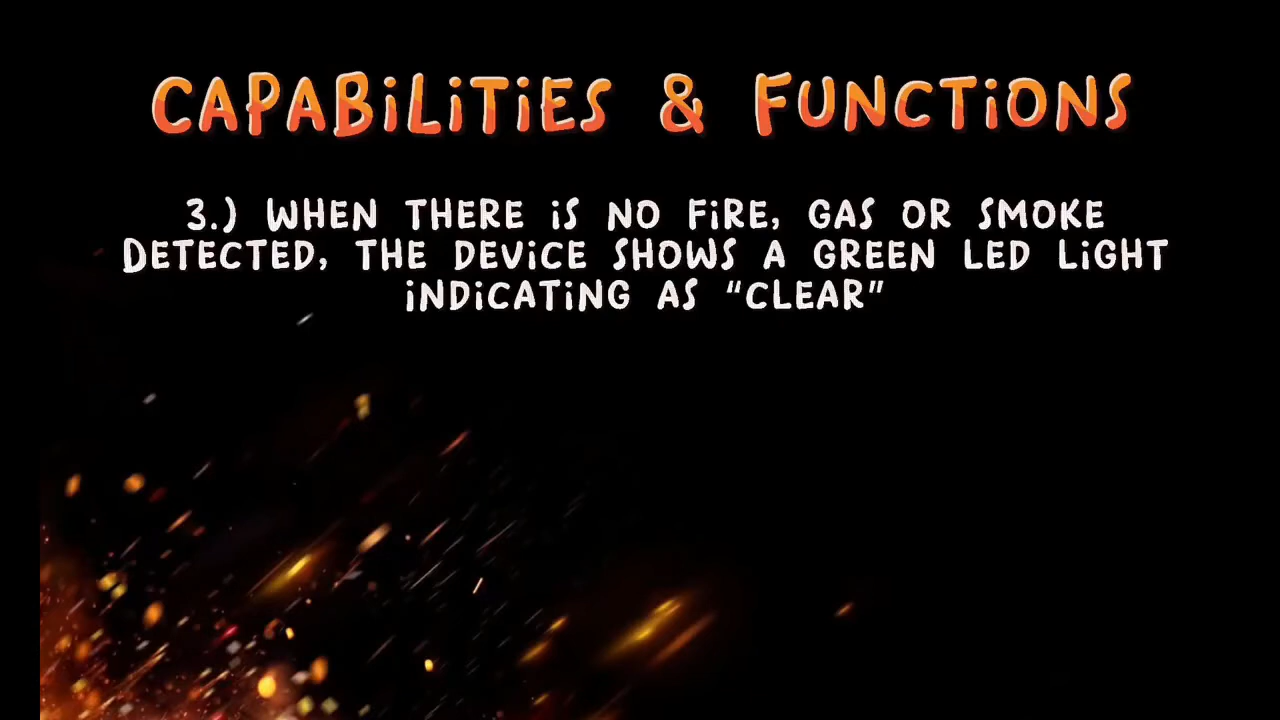 CAPABiLiTiES & FUNCTiONS
3.) WHEN THERE iS NO FiRE, GAS OR SMOKE
DETECTED, THE DEViCE SHOWS A GREEN LED LiGHT
iNDiCATiNG AS "CLEAR"